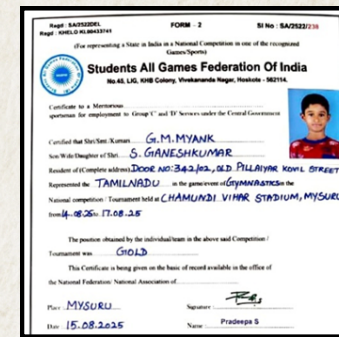 Regd : SA/2522DEL
FORM - 2
Sl No : SA/2522/238
Regd : KHELO KL00433741
(For representing a State in India in a National Competition in one of the recognized
Games/Sports)
Students All Games Federation Of India
No.45, LIG, KHB Colony, Vivekananda Nagar, Hoskote - 562114.
Certificate to a Meritorious
sportsman for employment to Group 'C' and 'D' Services under the Central Government
Certified that Shri/Smt./Kumari G.M.MYANK
Son/Wife/Daughter of Shri. S. GANESHKUMAR
Resident of (Complete address) DOOR NO:342/02, OLD PILLAIYAR KOVIL STREET
Represented the TAMILNADU in the game/event of GYMNASTICS in the
National competition / Tournament held at CHAMUNDI VIHAR STADIUM, MYSURU
from 14.08.25 to 17.08.25
The position obtained by the individual/team in the above said Competition /
Tournament was GOLD
This Certificate is being given on the basis of record available in the office of
the National Federation/ National Association of
Place MYSURU
Signature :
Date 15.08.2025
Name : Pradeepa S